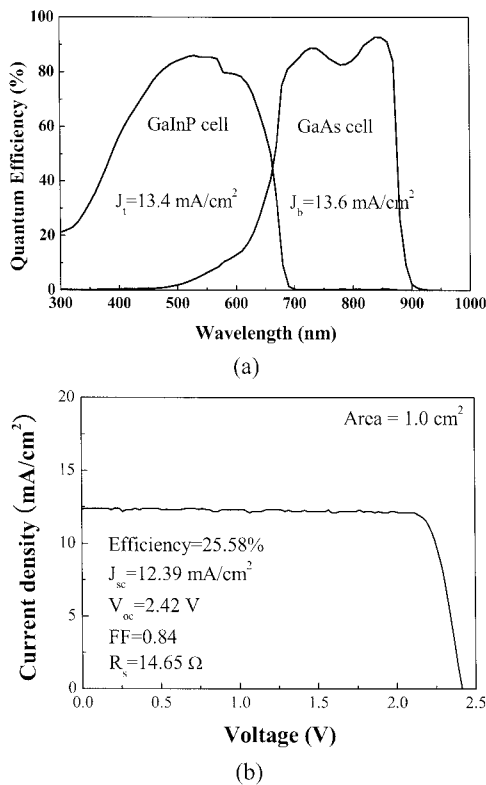 100
80
60
40
20
0
Quantum Efficiency (%)
GaInP cell
GaAs cell
Jt=13.4 mA/cm²
Jb=13.6 mA/cm²
300 400 500 600 700 800 900 1000
Wavelength (nm)
(a)
20
15
10
5
0
Current density (mA/cm²)
Area = 1.0 cm²
Efficiency=25.58%
Jsc=12.39 mA/cm²
Voc=2.42 V
FF=0.84
Rs=14.65 Ω
0.0 0.5 1.0 1.5 2.0 2.5
Voltage (V)
(b)